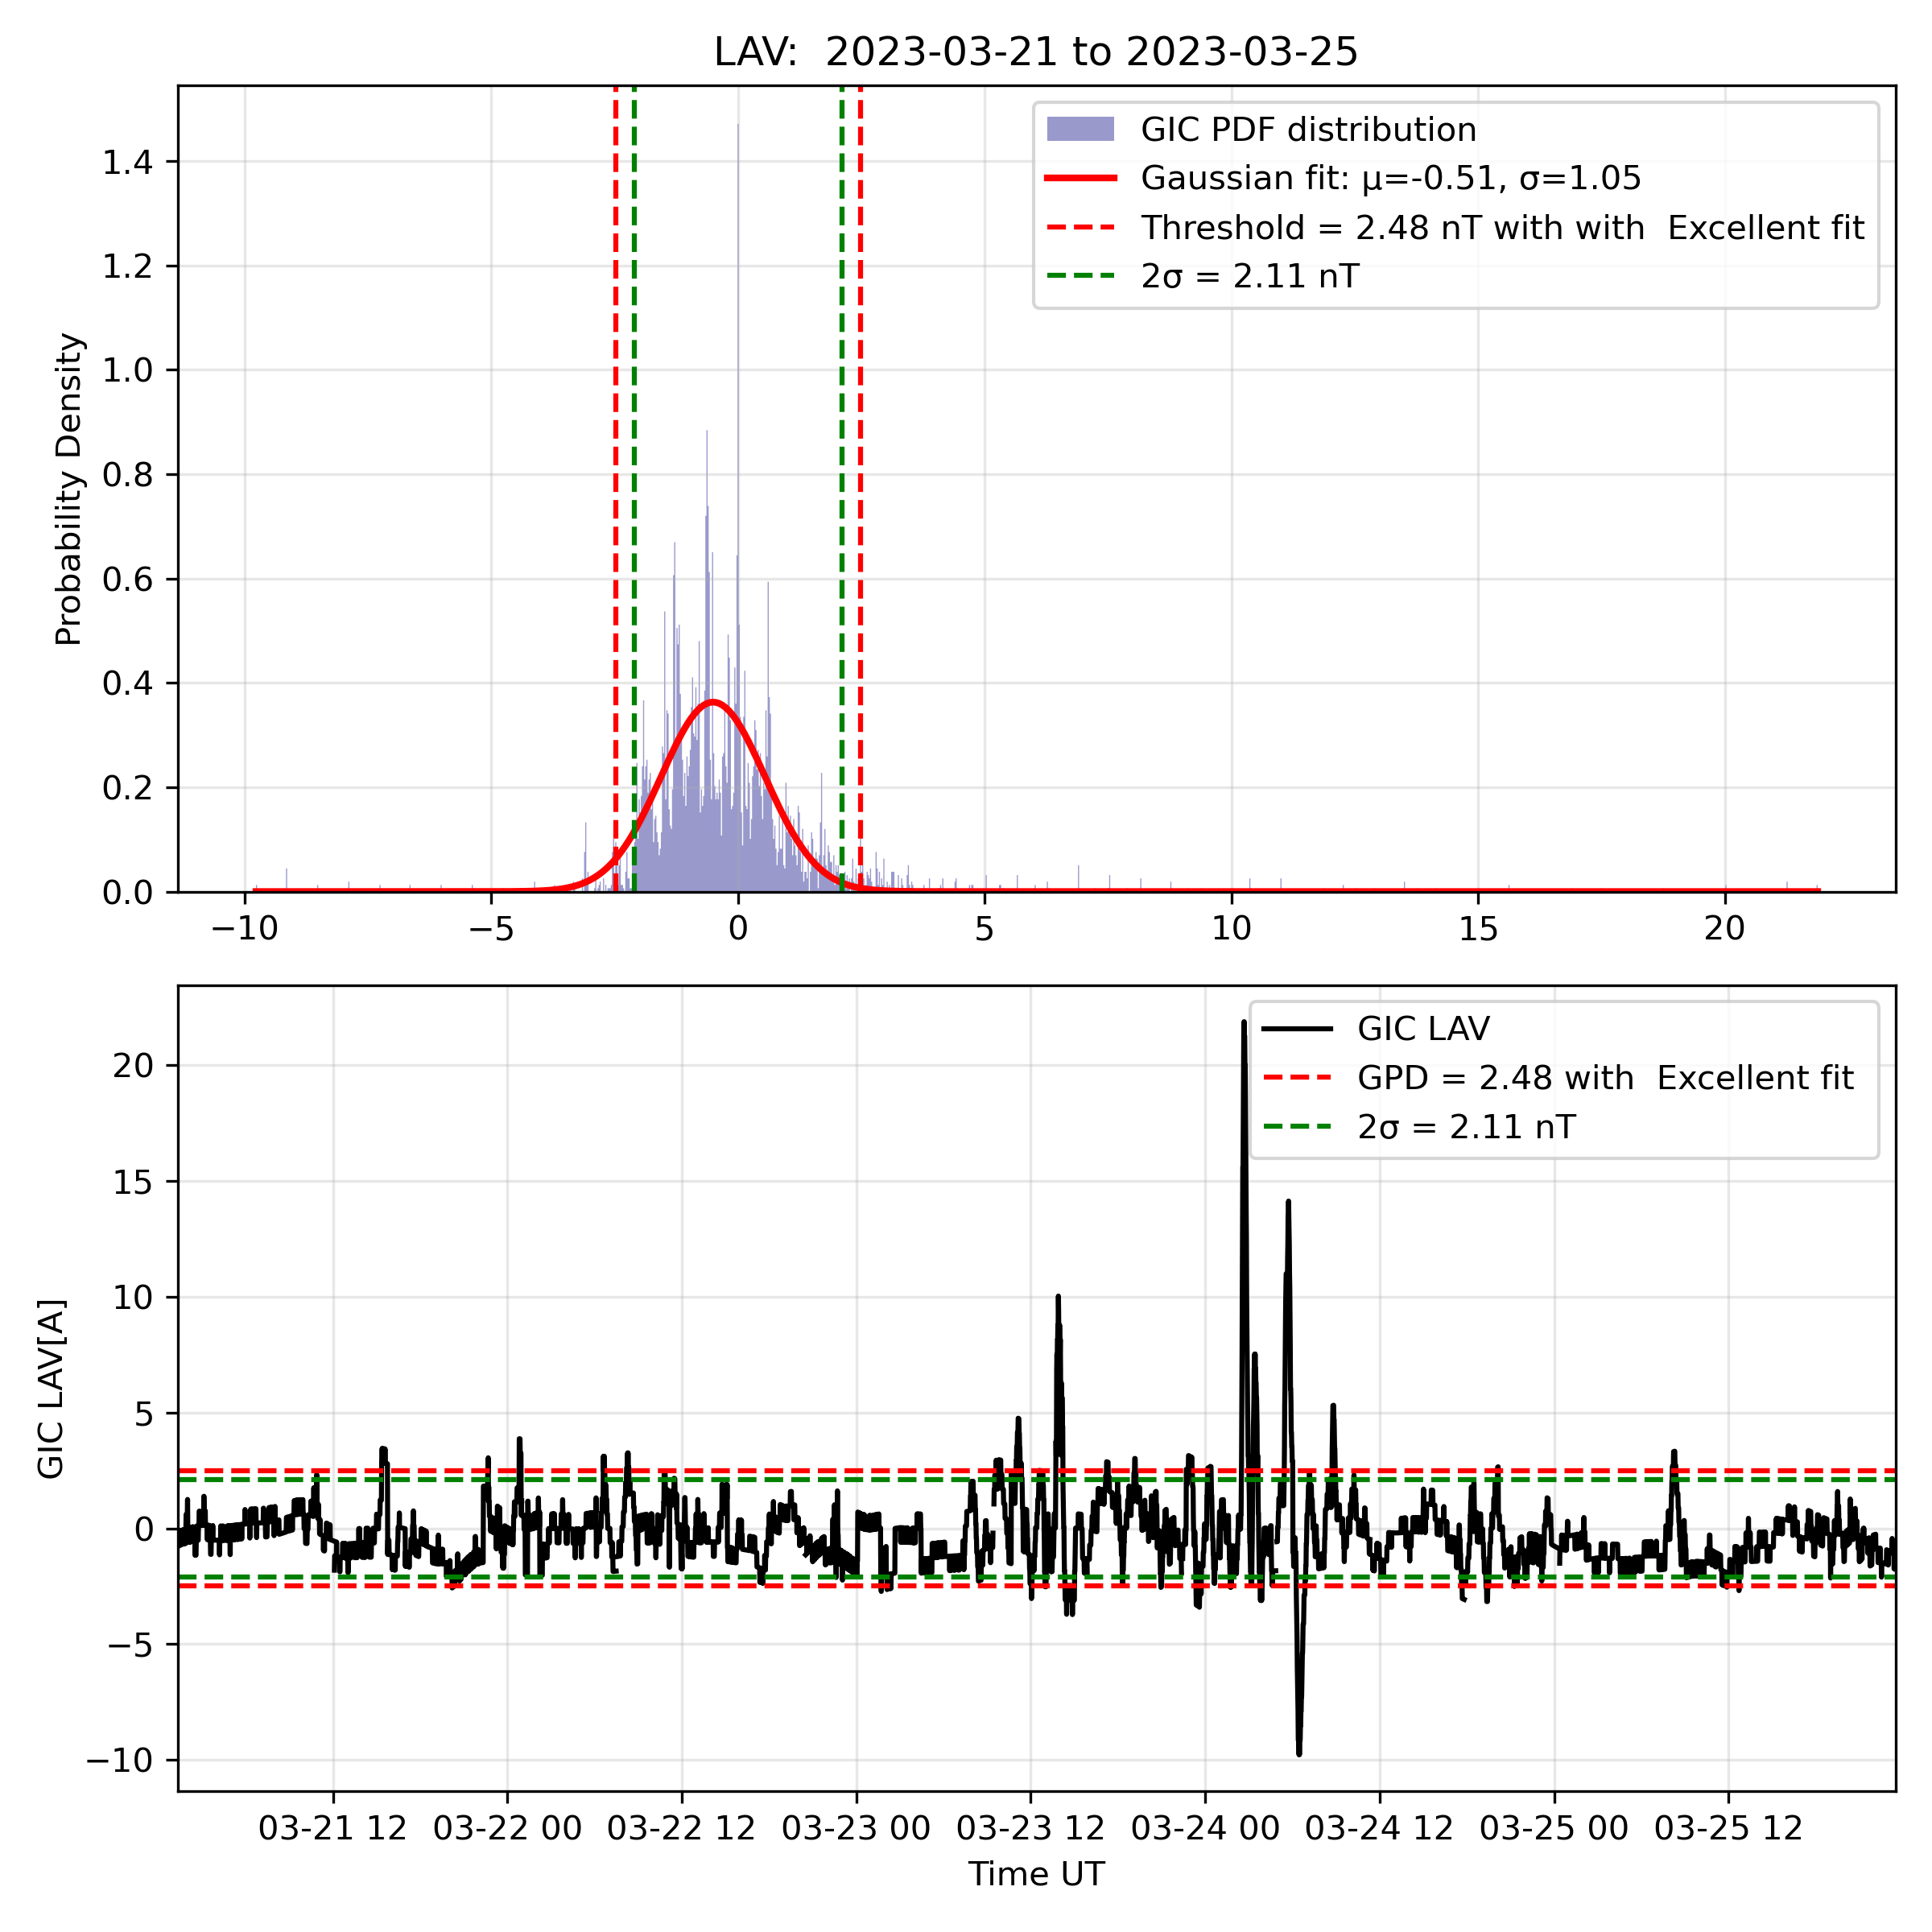 LAV:  2023-03-21 to 2023-03-25
GIC PDF distribution
Gaussian fit: μ=-0.51, σ=1.05
Threshold = 2.48 nT with with  Excellent fit
2σ = 2.11 nT
Probability Density
1.4
1.2
1.0
0.8
0.6
0.4
0.2
0.0
−10 −5 0 5 10 15 20
GIC LAV
GPD = 2.48 with  Excellent fit
2σ = 2.11 nT
GIC LAV[A]
20
15
10
5
0
−5
−10
03-21 12 03-22 00 03-22 12 03-23 00 03-23 12 03-24 00 03-24 12 03-25 00 03-25 12
Time UT